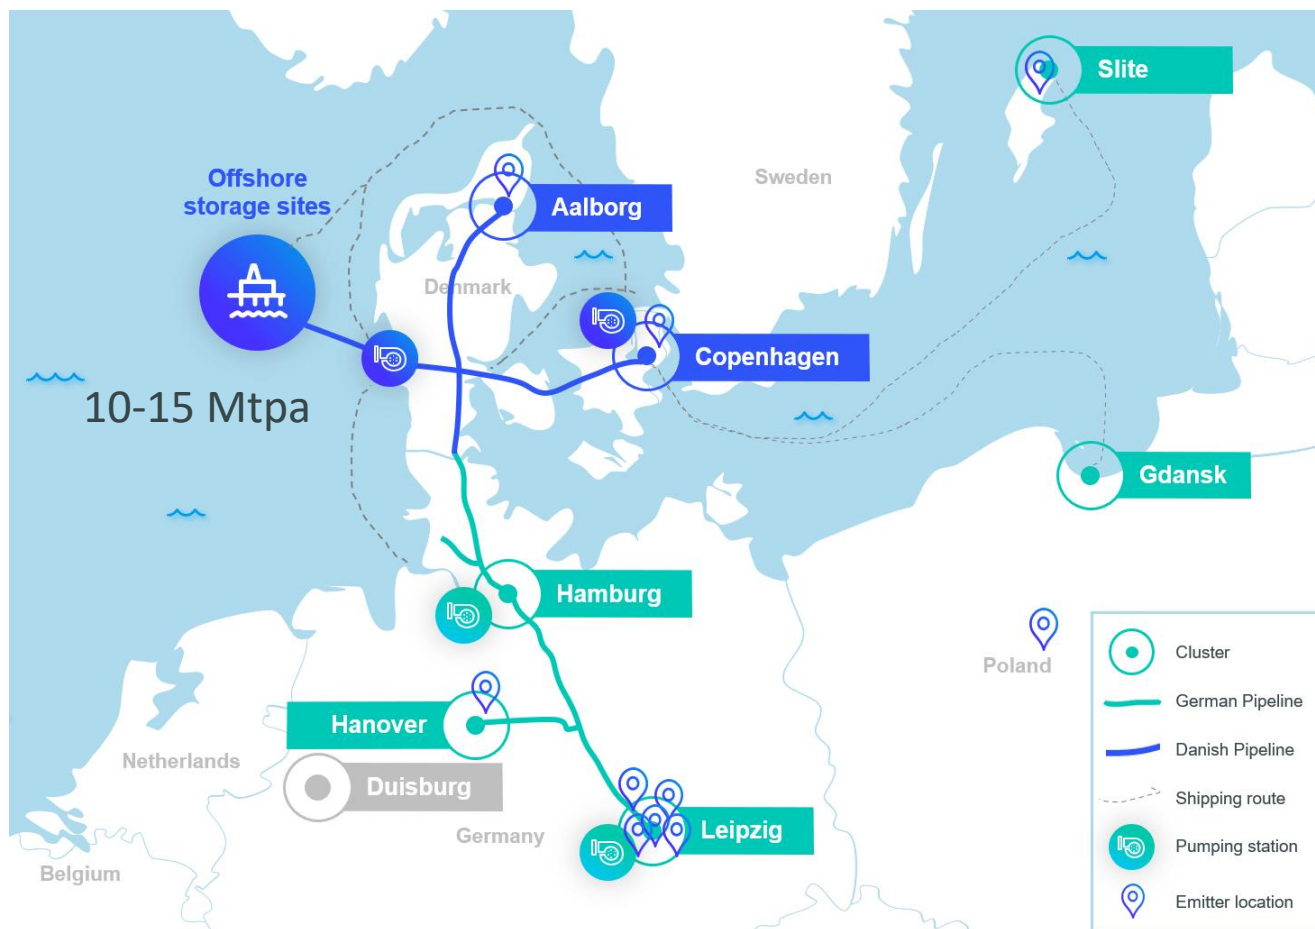 Slite
Sweden
Offshore
storage sites
Aalborg
Denmark
Copenhagen
10-15 Mtpa
Gdansk
Hamburg
Poland
Hanover
Netherlands
Duisburg
Germany
Leipzig
Belgium
Cluster
German Pipeline
Danish Pipeline
Shipping route
Pumping station
Emitter location